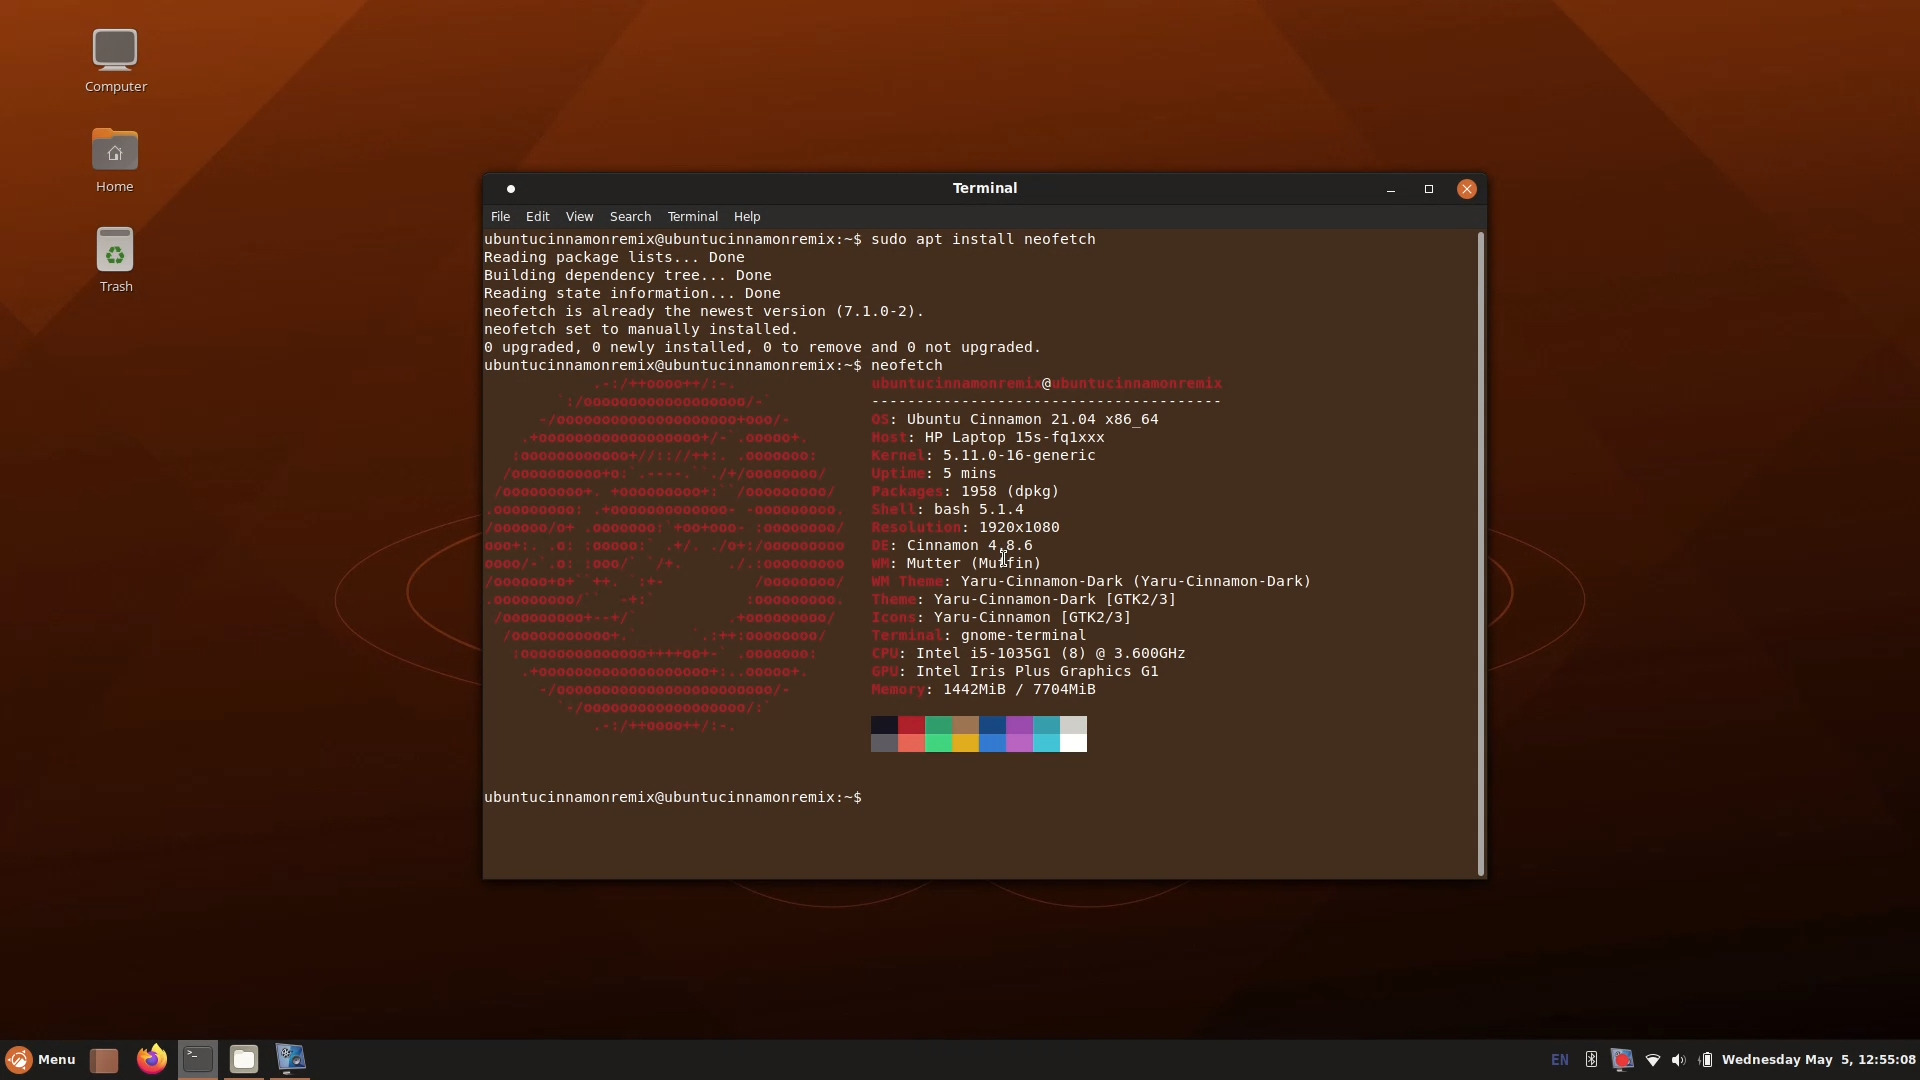 Computer
Home
Trash
Terminal
File Edit View Search Terminal Help
ubuntucinnamonremix@ubuntucinnamonremix:~$ sudo apt install neofetch
Reading package lists... Done
Building dependency tree... Done
Reading state information... Done
neofetch is already the newest version (7.1.0-2).
neofetch set to manually installed.
0 upgraded, 0 newly installed, 0 to remove and 0 not upgraded.
ubuntucinnamonremix@ubuntucinnamonremix:~$ neofetch
ubuntucinnamonremix@ubuntucinnamonremix
---------------------------------------
OS: Ubuntu Cinnamon 21.04 x86_64
Host: HP Laptop 15s-fq1xxx
Kernel: 5.11.0-16-generic
Uptime: 5 mins
Packages: 1958 (dpkg)
Shell: bash 5.1.4
Resolution: 1920x1080
DE: Cinnamon 4.8.6
WM: Mutter (Muffin)
WM Theme: Yaru-Cinnamon-Dark (Yaru-Cinnamon-Dark)
Theme: Yaru-Cinnamon-Dark [GTK2/3]
Icons: Yaru-Cinnamon [GTK2/3]
Terminal: gnome-terminal
CPU: Intel i5-1035G1 (8) @ 3.600GHz
GPU: Intel Iris Plus Graphics G1
Memory: 1442MiB / 7704MiB
ubuntucinnamonremix@ubuntucinnamonremix:~$
Menu
EN
Wednesday May 5, 12:55:08